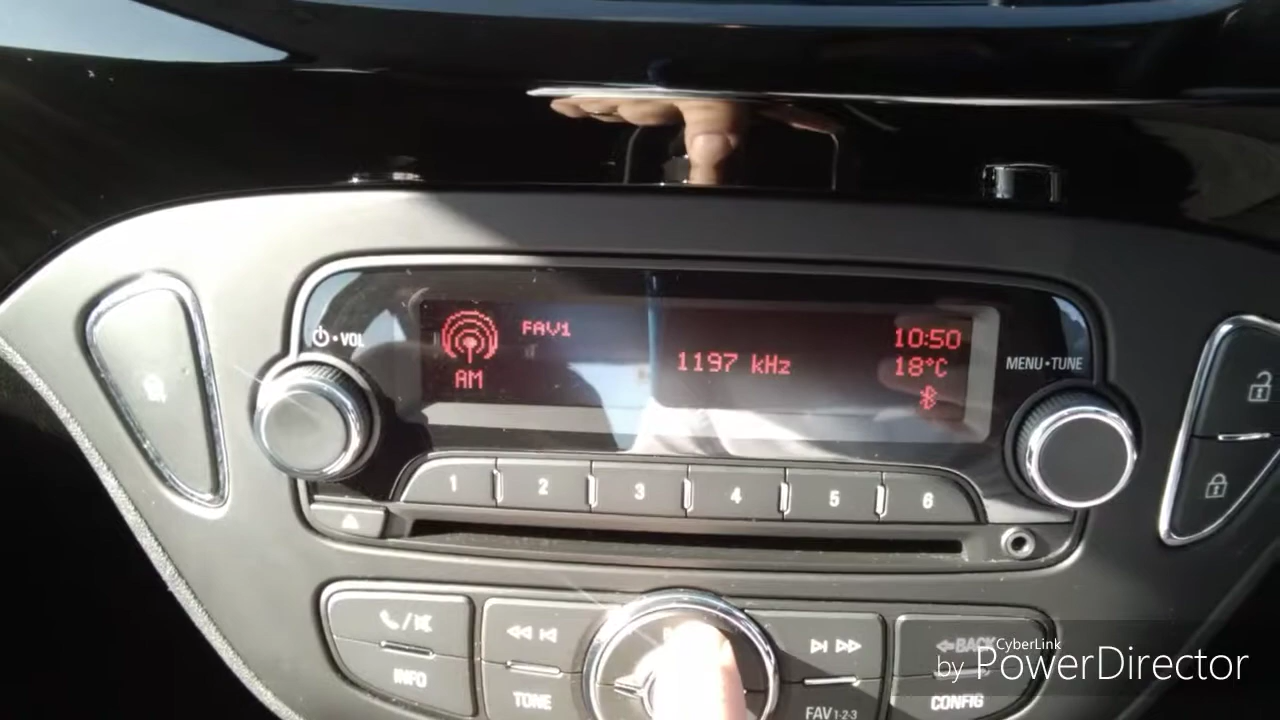 VOL
FAV1
AM
1197 kHz
10:50
18°C
MENU•TUNE
1 2 3 4 5 6
INFO
TONE
FAV 1-2-3
BACK
CONFIG
CyberLink
by PowerDirector